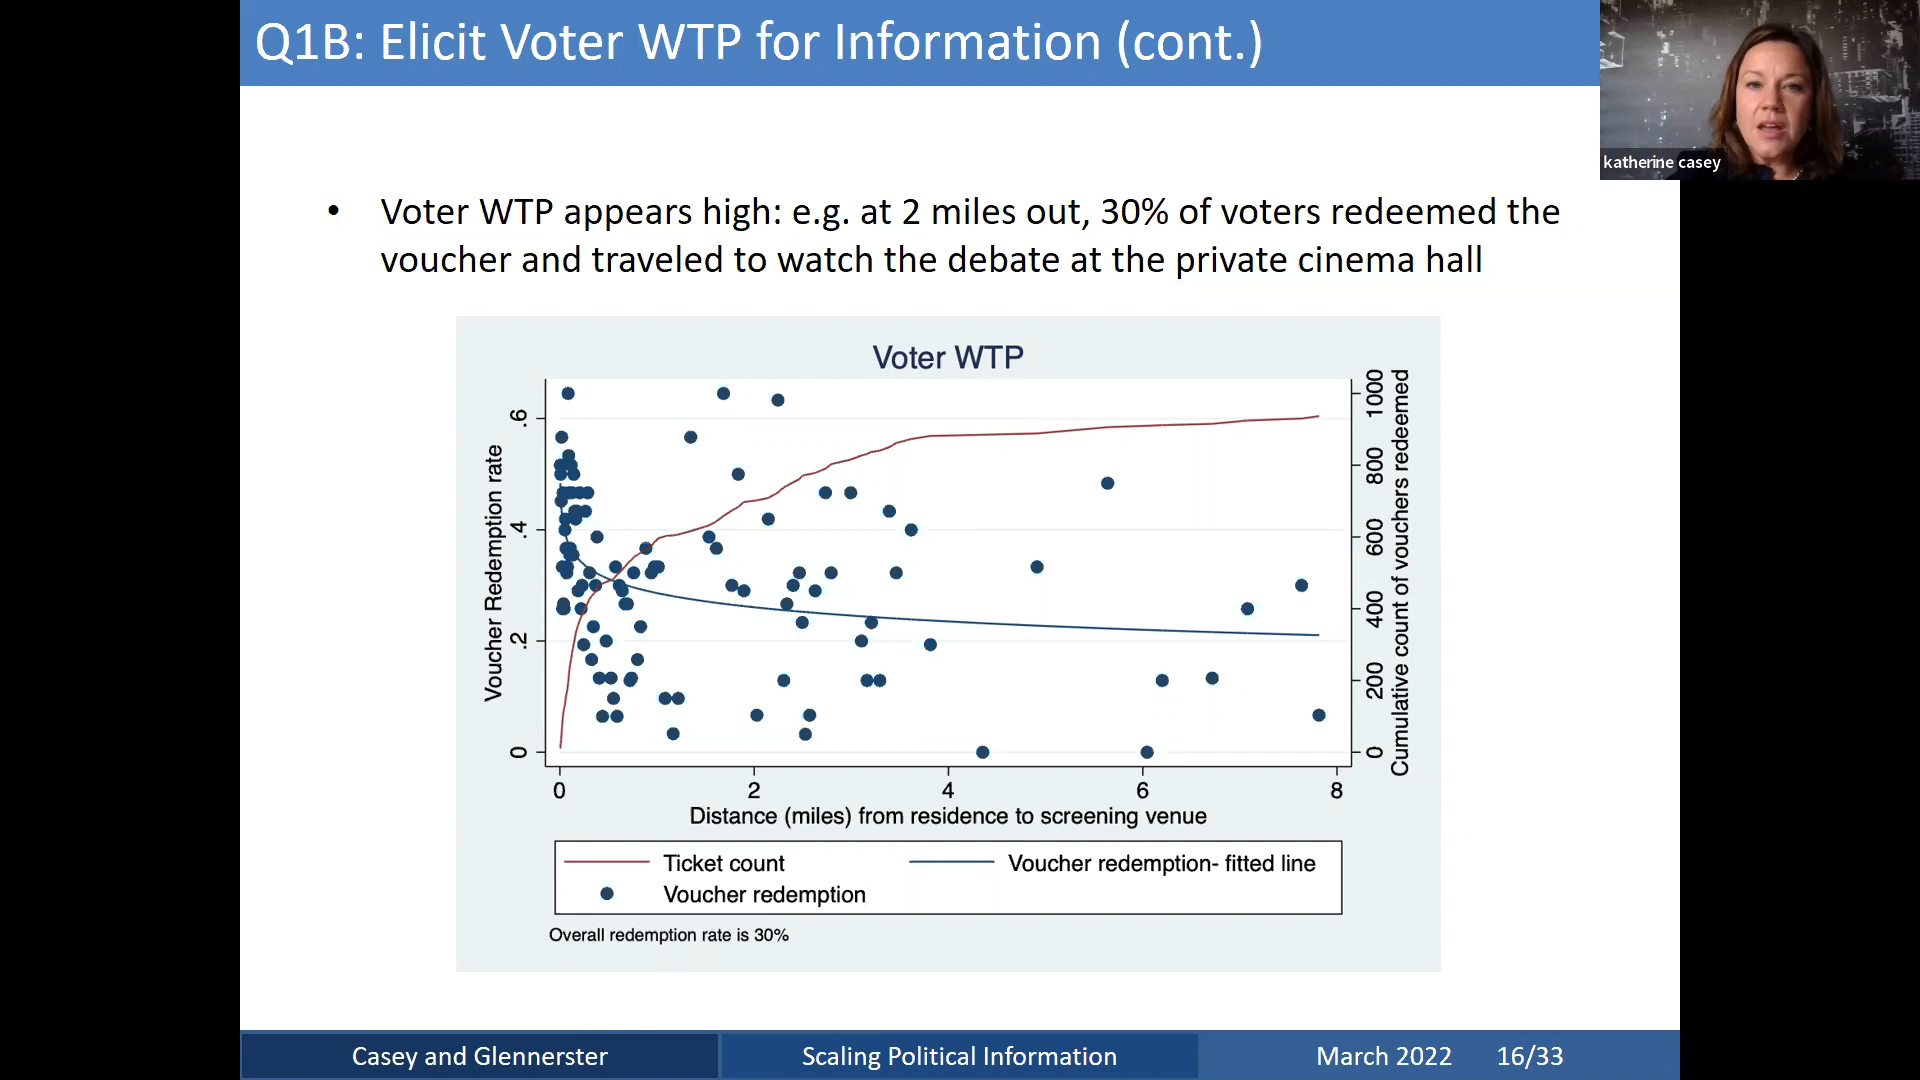 Q1B: Elicit Voter WTP for Information (cont.)
katherine casey
• Voter WTP appears high: e.g. at 2 miles out, 30% of voters redeemed the
voucher and traveled to watch the debate at the private cinema hall
Voter WTP
Voucher Redemption rate
0
.2
.4
.6
Cumulative count of vouchers redeemed
0
200
400
600
800
1000
0 2 4 6 8
Distance (miles) from residence to screening venue
Ticket count
Voucher redemption- fitted line
Voucher redemption
Overall redemption rate is 30%
Casey and Glennerster
Scaling Political Information
March 2022 16/33